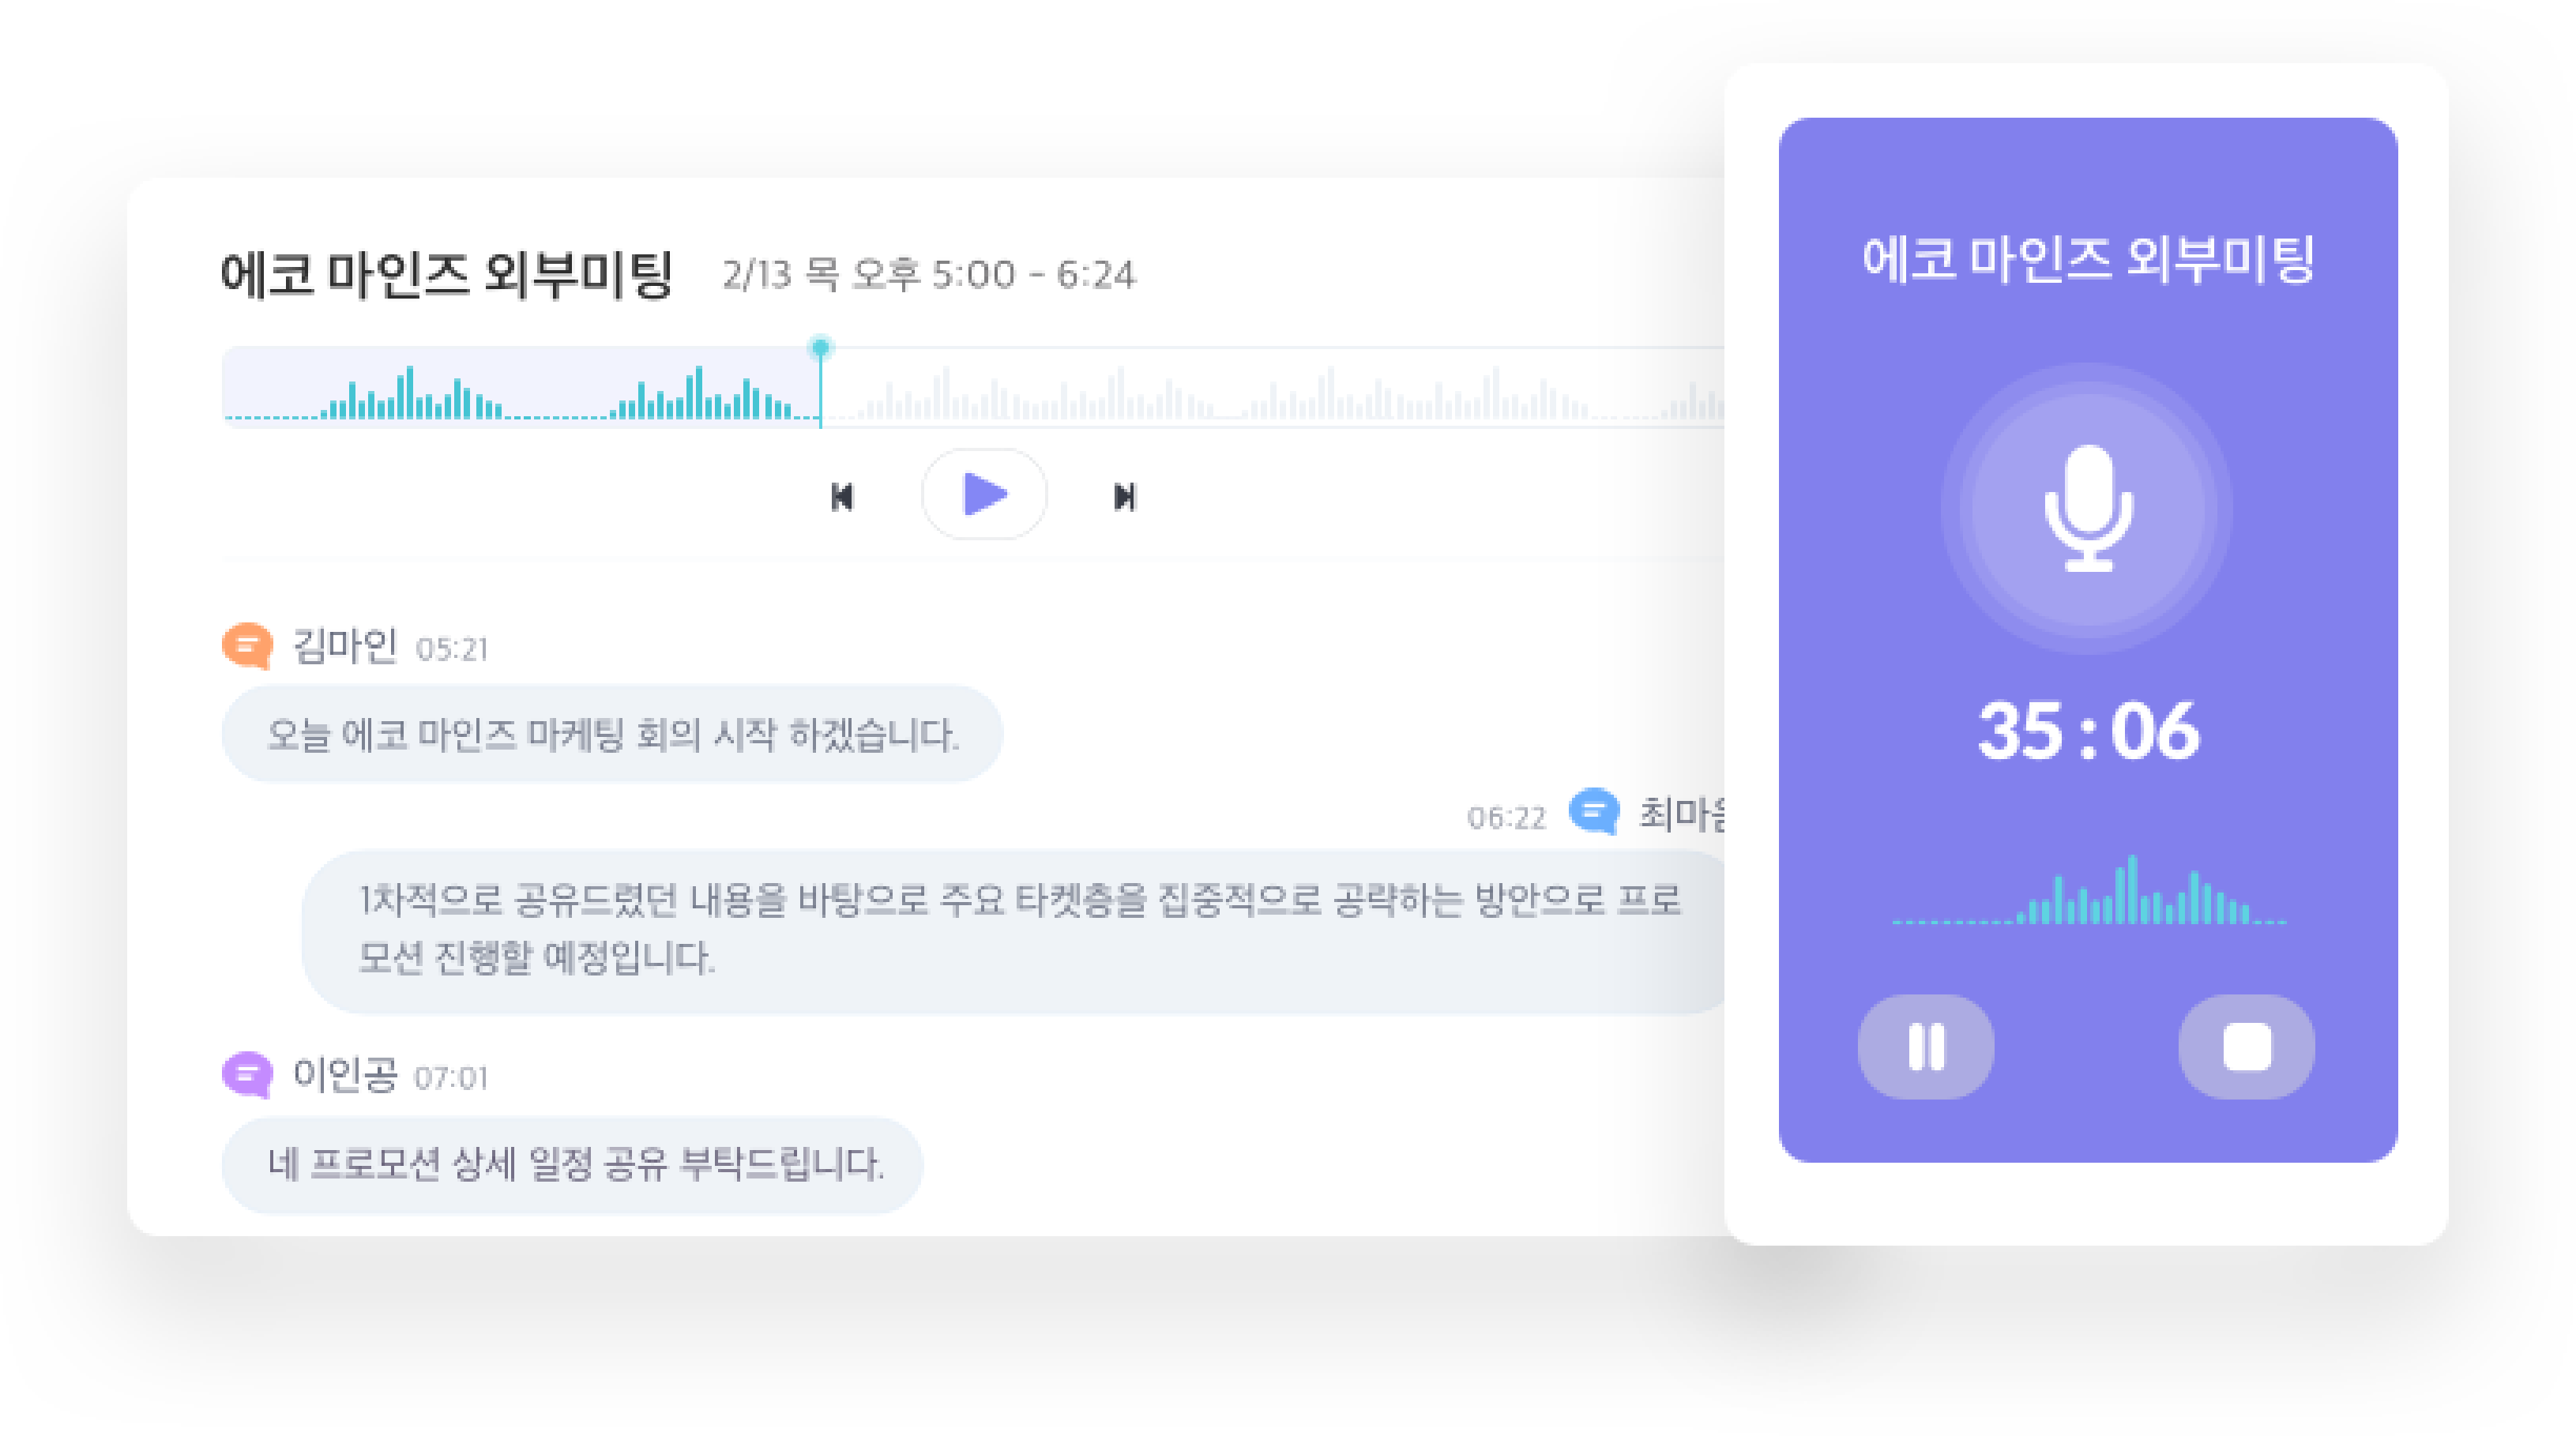 에코 마인즈 외부미팅 2/13 목 오후 5:00 - 6:24
김마인 05:21
오늘 에코 마인즈 마케팅 회의 시작 하겠습니다.
06:22
1차적으로 공유드렸던 내용을 바탕으로 주요 타켓층을 집중적으로 공략하는 방안으로 프로
모션 진행할 예정입니다.
이인공 07:01
네 프로모션 상세 일정 공유 부탁드립니다.
에코 마인즈 외부미팅
35 : 06